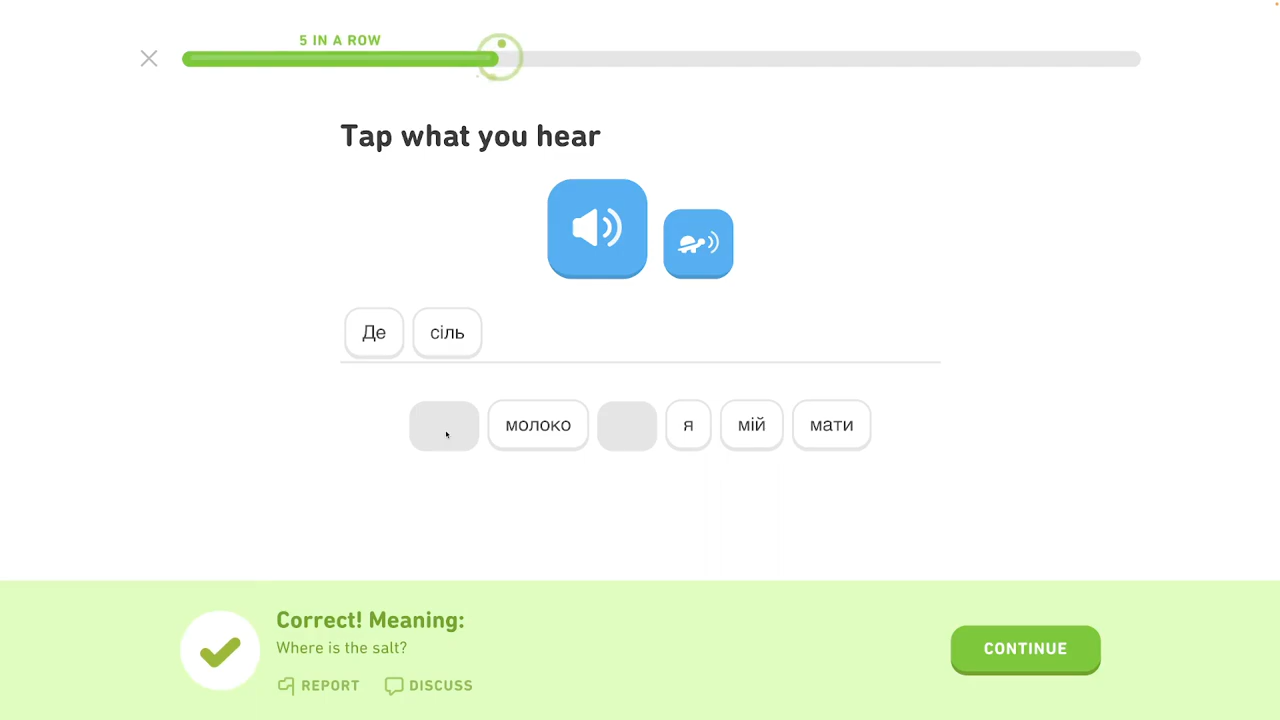 5 IN A ROW
Tap what you hear
Де сіль
молоко я мій мати
Correct! Meaning:
Where is the salt?
REPORT DISCUSS
CONTINUE